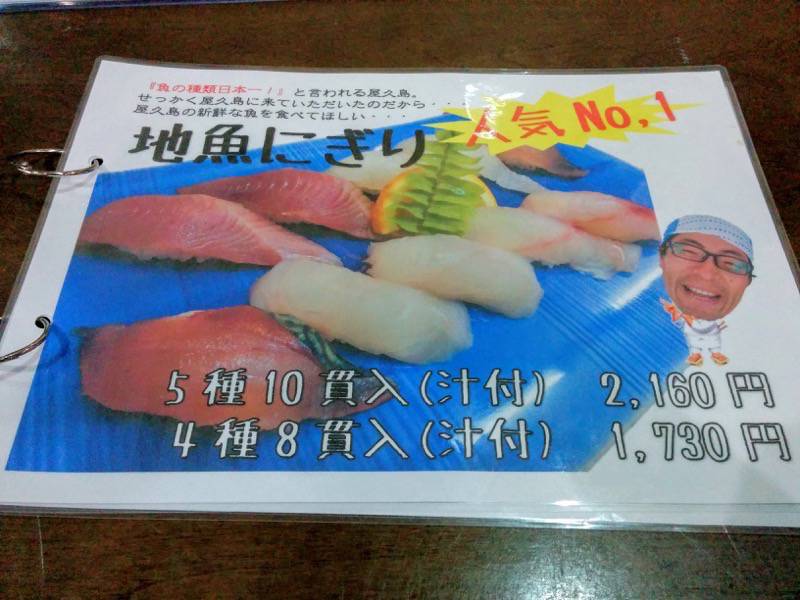 『魚の種類日本一！』と言われる屋久島。
せっかく屋久島に来ていただいたのだから・・・
屋久島の新鮮な魚を食べてほしい・・・
人気No,1
地魚にぎり
5種10貫入(汁付) 2,160円
4種8貫入(汁付) 1,730円